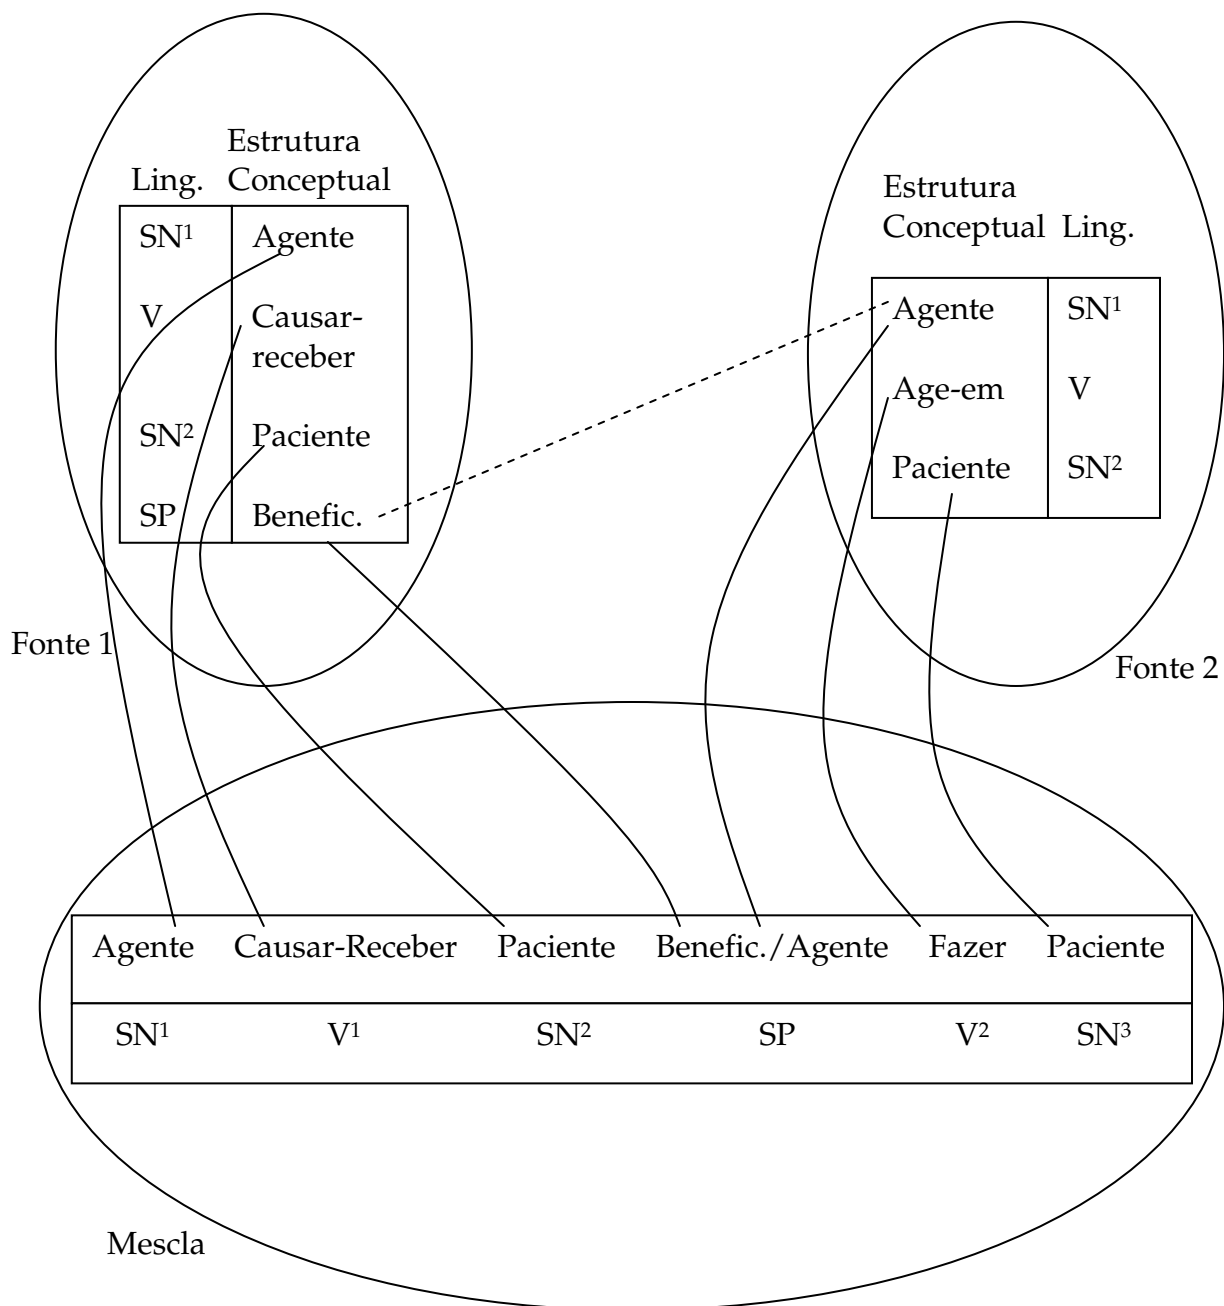 Estrutura
Ling. Conceptual
SN¹ Agente
V Causar-
receber
SN² Paciente
SP Benefic.
Fonte 1
Estrutura
Conceptual Ling.
Agente SN¹
Age-em V
Paciente SN²
Fonte 2
Agente Causar-Receber Paciente Benefic./Agente Fazer Paciente
SN¹ V¹ SN² SP V² SN³
Mescla